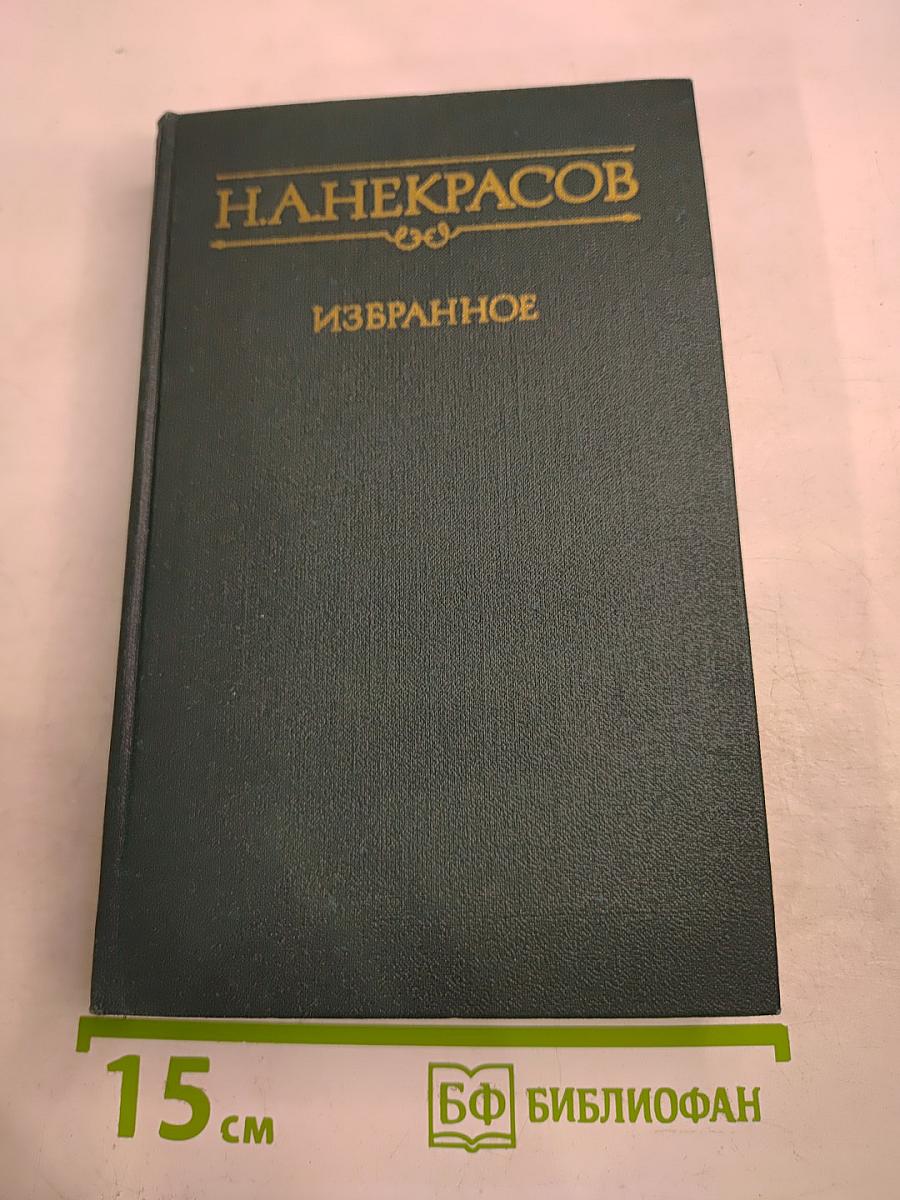 Н.А.НЕКРАСОВ
ИЗБРАННОЕ
15 см
БФ БИБЛИОФАН